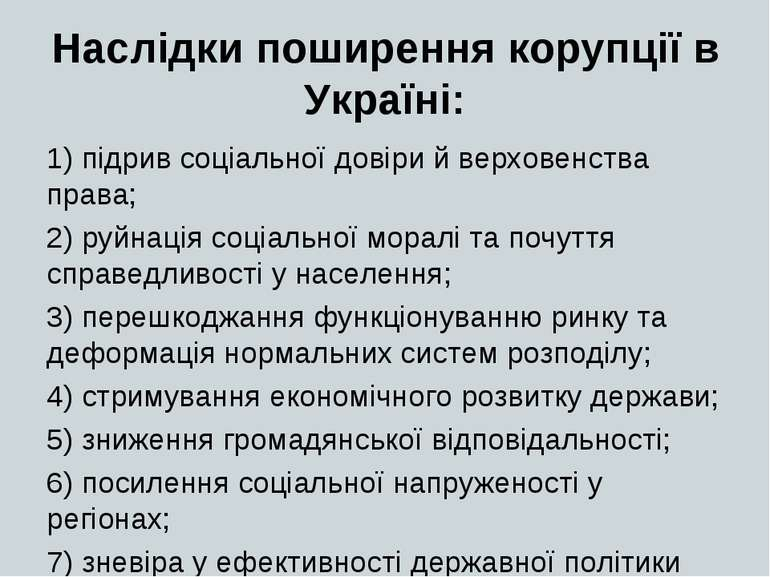 Наслідки поширення корупції в
Україні:
1) підрив соціальної довіри й верховенства
права;
2) руйнація соціальної моралі та почуття
справедливості у населення;
3) перешкоджання функціонуванню ринку та
деформація нормальних систем розподілу;
4) стримування економічного розвитку держави;
5) зниження громадянської відповідальності;
6) посилення соціальної напруженості у
регіонах;
7) зневіра у ефективності державної політики